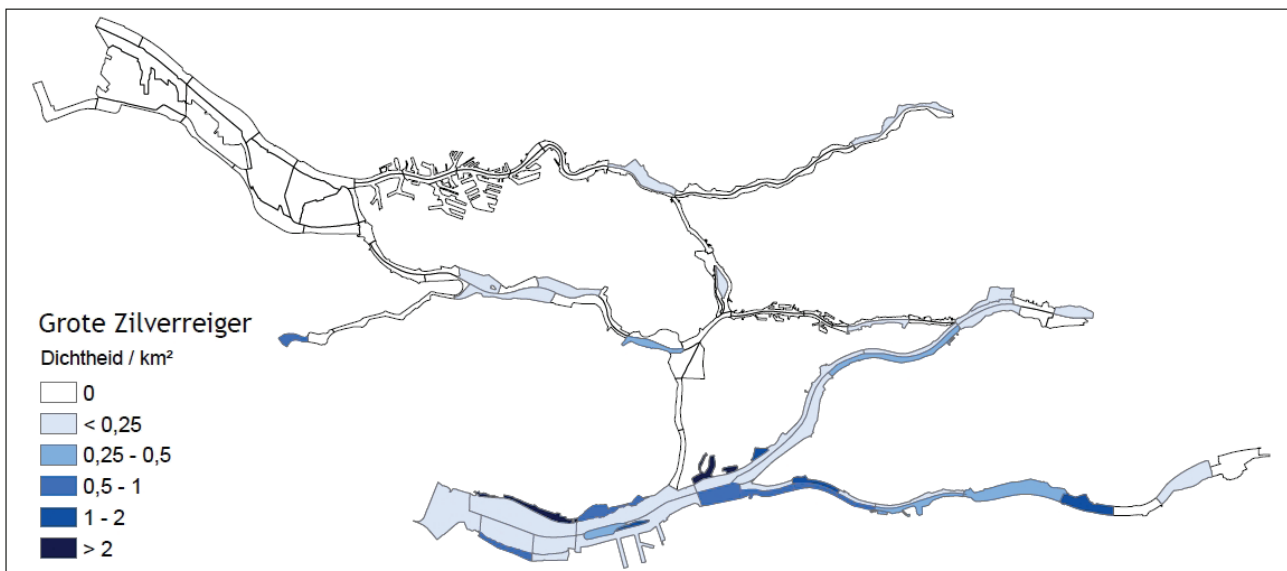 Grote Zilverreiger
Dichtheid / km²
0
< 0,25
0,25 - 0,5
0,5 - 1
1 - 2
> 2